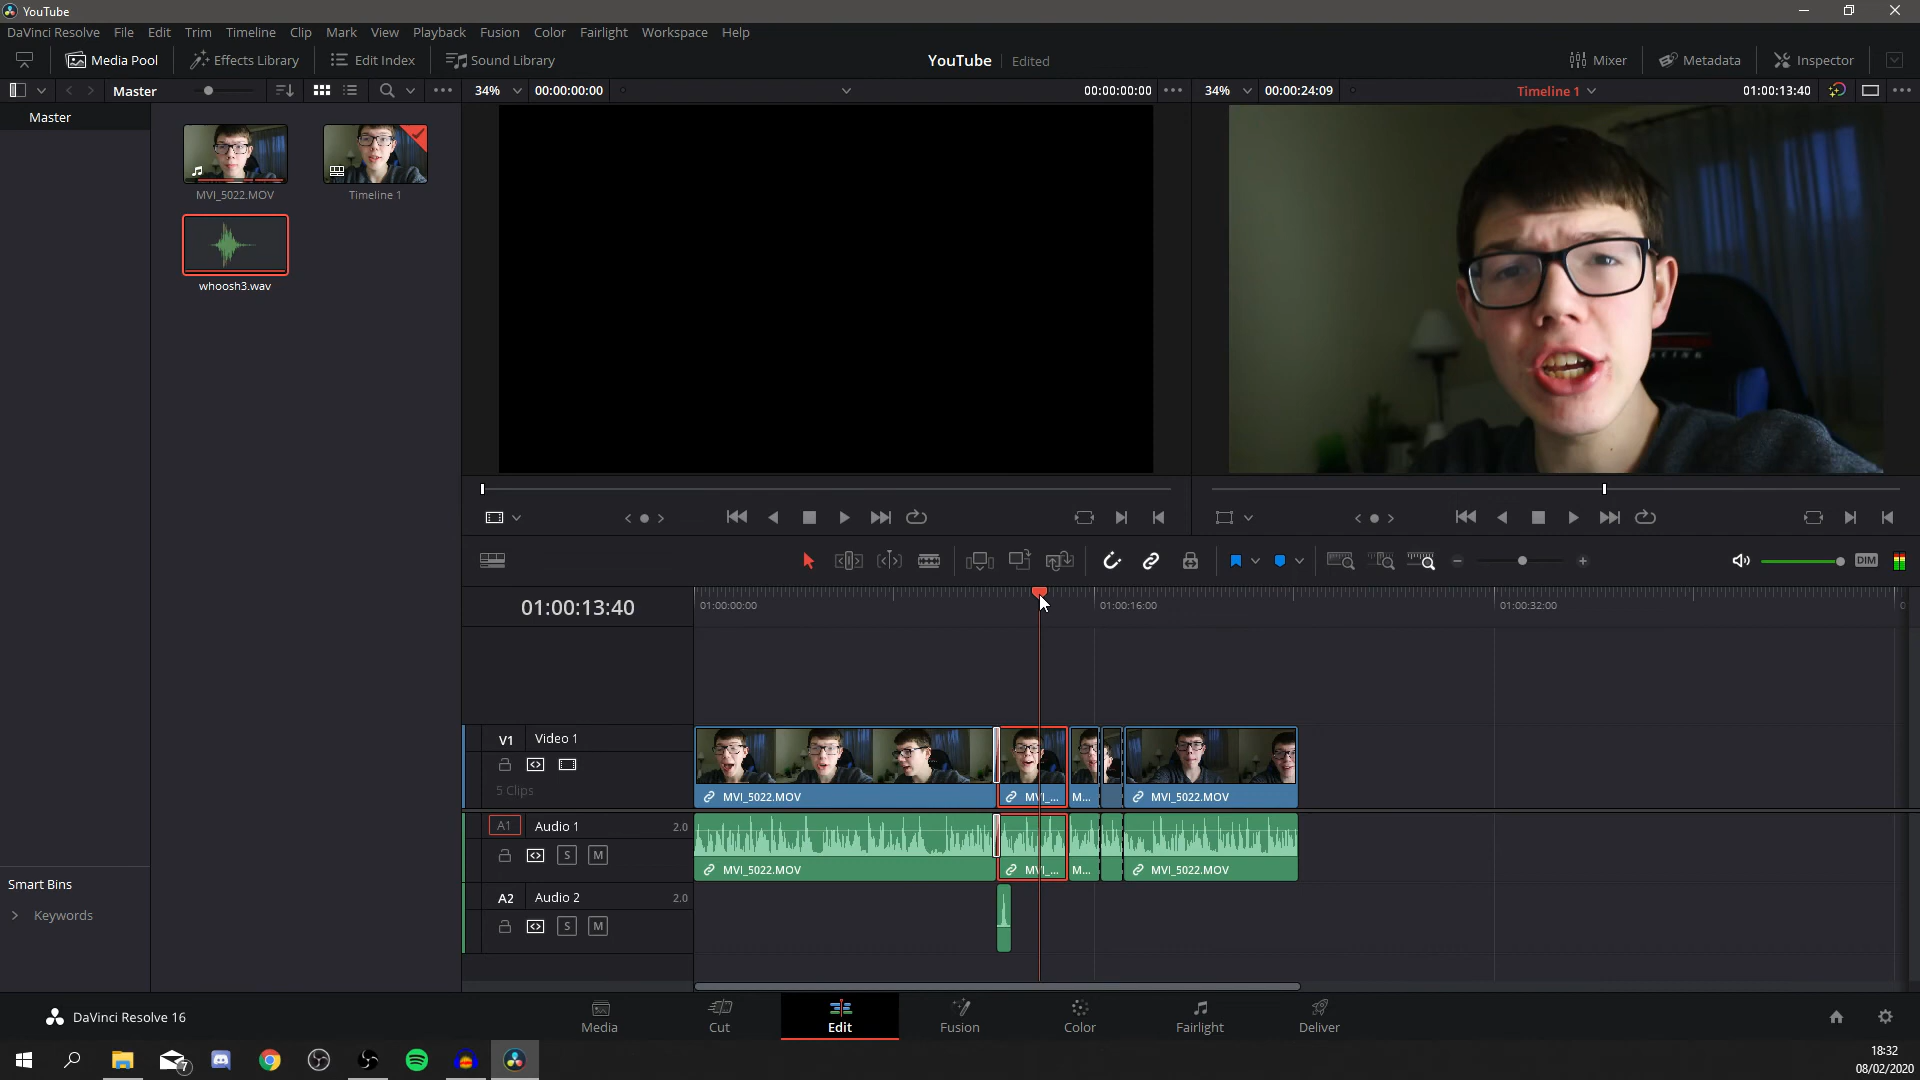 YouTube
DaVinci Resolve File Edit Trim Timeline Clip Mark View Playback Fusion Color Fairlight Workspace Help
Media Pool Effects Library Edit Index Sound Library YouTube Edited Mixer Metadata Inspector
Master 34% 00:00:00:00 00:00:00:00 34% 00:00:24:09 Timeline 1 01:00:13:40
Master
MVI_5022.MOV Timeline 1
whoosh3.wav
DIM
01:00:13:40 01:00:00:00 01:00:16:00 01:00:32:00
V1 Video 1
5 Clips
MVI_5022.MOV MVI_... M... MVI_5022.MOV
A1 Audio 1 2.0
S M
MVI_5022.MOV MVI_... M... MVI_5022.MOV
Smart Bins
A2 Audio 2 2.0
Keywords
S M
DaVinci Resolve 16
Media Cut Edit Fusion Color Fairlight Deliver
7
18:32
08/02/2020